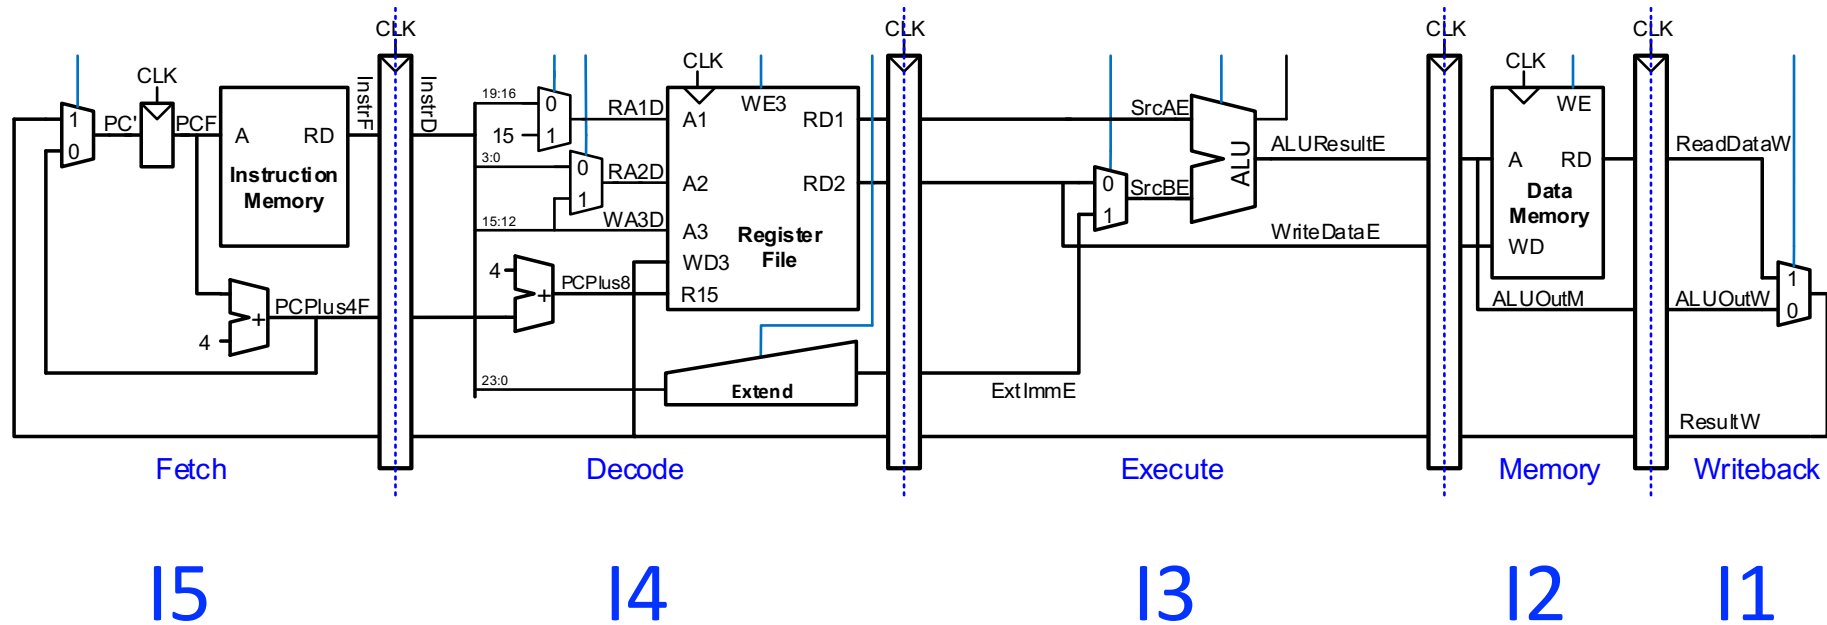 CLK CLK CLK CLK
CLK CLK CLK
1
0
PC'
PCF
A RD
Instruction
Memory
InstrF
InstrD
PCPlus4F
+
4
19:16
0
15
1
RA1D
3:0
0
1
RA2D
15:12
WA3D
4
+
PCPlus8
23:0
WE3
A1 RD1
A2 RD2
A3
WD3
R15
Register
File
Extend
0
1
SrcAE
SrcBE
ALU
ALUResultE
WriteDataE
ExtImmE
WE
A RD
Data
Memory
WD
ALUOutM
ReadDataW
ALUOutW
1
0
ResultW
Fetch Decode Execute Memory Writeback
I5 I4 I3 I2 I1